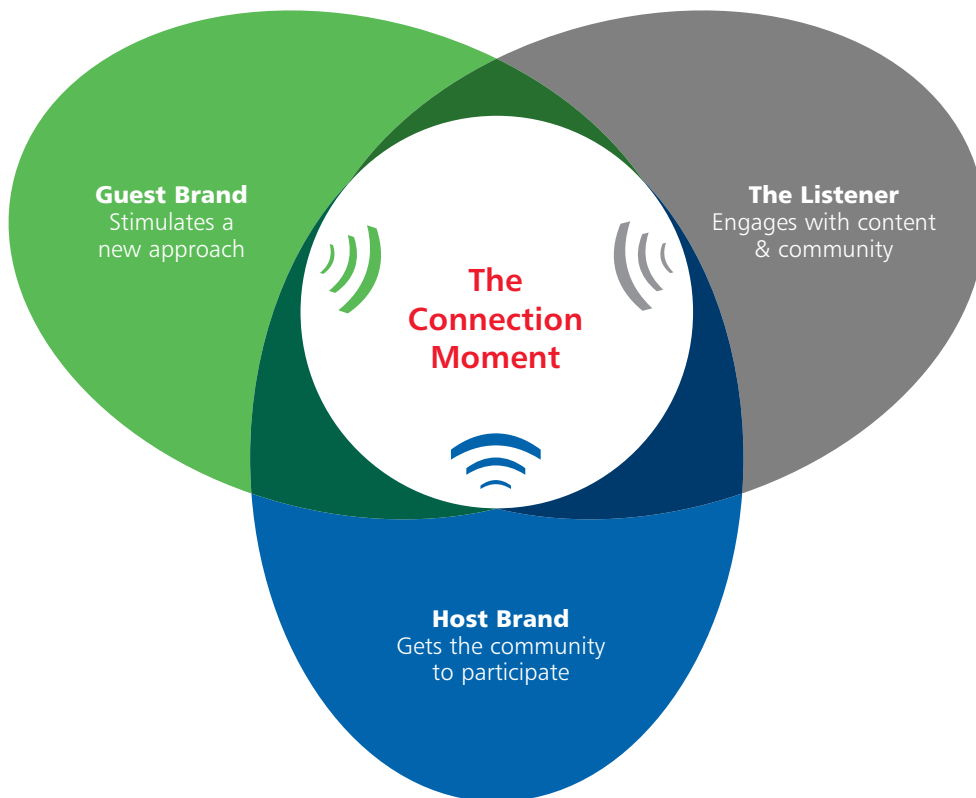 Guest Brand
Stimulates a
new approach
The Listener
Engages with content
& community
The
Connection
Moment
Host Brand
Gets the community
to participate